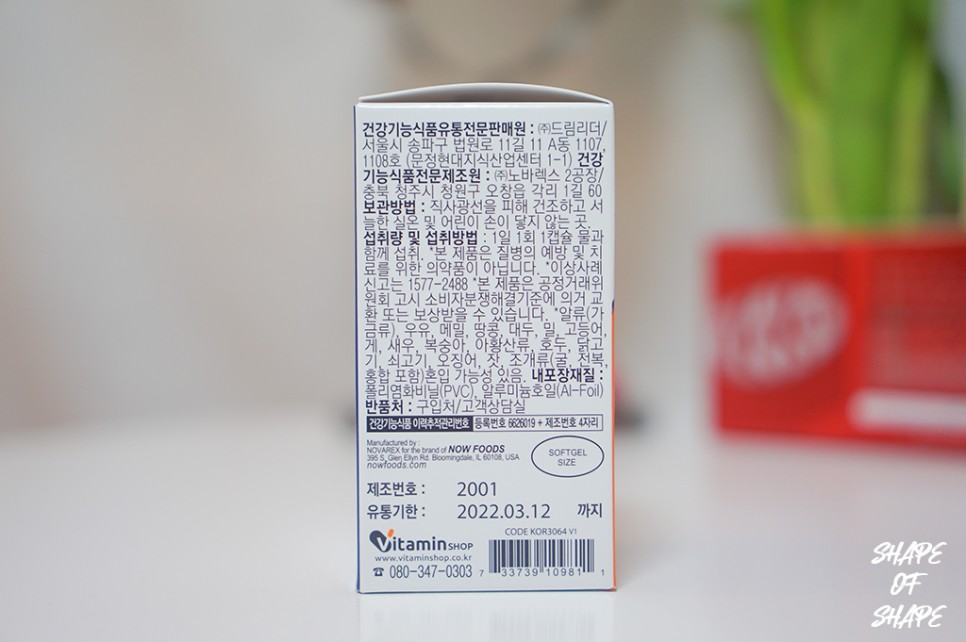 건강기능식품유통전문판매원 : ㈜드림리더/
서울시 송파구 법원로 11길 11 A동 1107,
1108호 (문정현대지식산업센터 1-1) 건강
기능식품전문제조원 : ㈜노바렉스 2공장/
충북 청주시 청원구 오창읍 각리 1길 60
보관방법 : 직사광선을 피해 건조하고 서
늘한 실온 및 어린이 손이 닿지 않는 곳.
섭취량 및 섭취방법 : 1일 1회 1캡슐 물과
함께 섭취. *본 제품은 질병의 예방 및 치
료를 위한 의약품이 아닙니다. *이상사례
신고는 1577-2488 *본 제품은 공정거래위
원회 고시 소비자분쟁해결기준에 의거 교
환 또는 보상받을 수 있습니다. *알류(가
금류), 우유, 메밀, 땅콩, 대두, 밀, 고등어,
게, 새우, 복숭아, 아황산류, 호두, 닭고
기, 쇠고기, 오징어, 잣, 조개류(굴, 전복,
홍합 포함)혼입 가능성 있음. 내포장재질 :
폴리염화비닐(PVC), 알루미늄호일(Al-Foil)
반품처 : 구입처/고객상담실
건강기능식품 이력추적관리번호 등록번호 6626019 + 제조번호 4자리
Manufactured by :
NOVAREX for the brand of NOW FOODS
395 S. Glen Ellyn Rd. Bloomingdale, IL 60108, USA
nowfoods.com
SOFTGEL
SIZE
제조번호 : 2001
유통기한 : 2022.03.12 까지
CODE KOR3064 V1
Vitamin SHOP
www.vitaminshop.co.kr
☎ 080-347-0303
7 33739 10981 1
SHAPE
OF
SHAPE